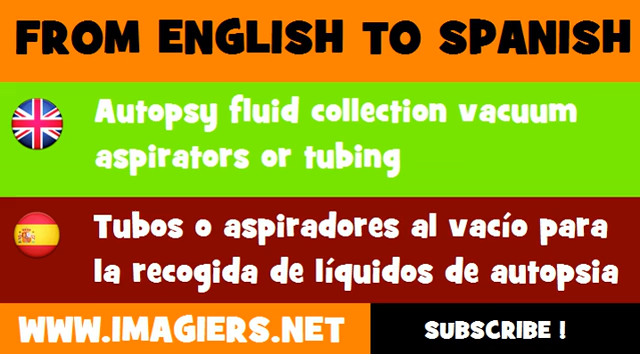 FROM ENGLISH TO SPANISH
Autopsy fluid collection vacuum
aspirators or tubing
Tubos o aspiradores al vacío para
la recogida de líquidos de autopsia
WWW.IMAGIERS.NET
SUBSCRIBE !